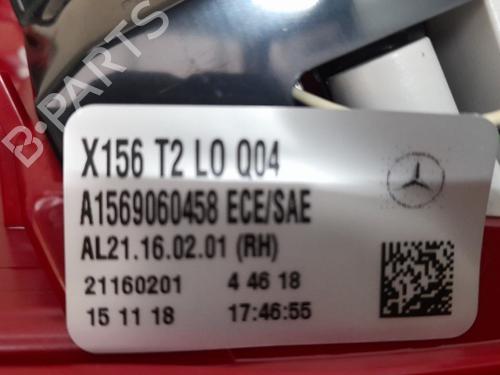 B-PARTS
X156 T2 LO Q04
A1569060458 ECE/SAE
AL21.16.02.01 (RH)
21160201 4 46 18
15 11 18 17:46:55